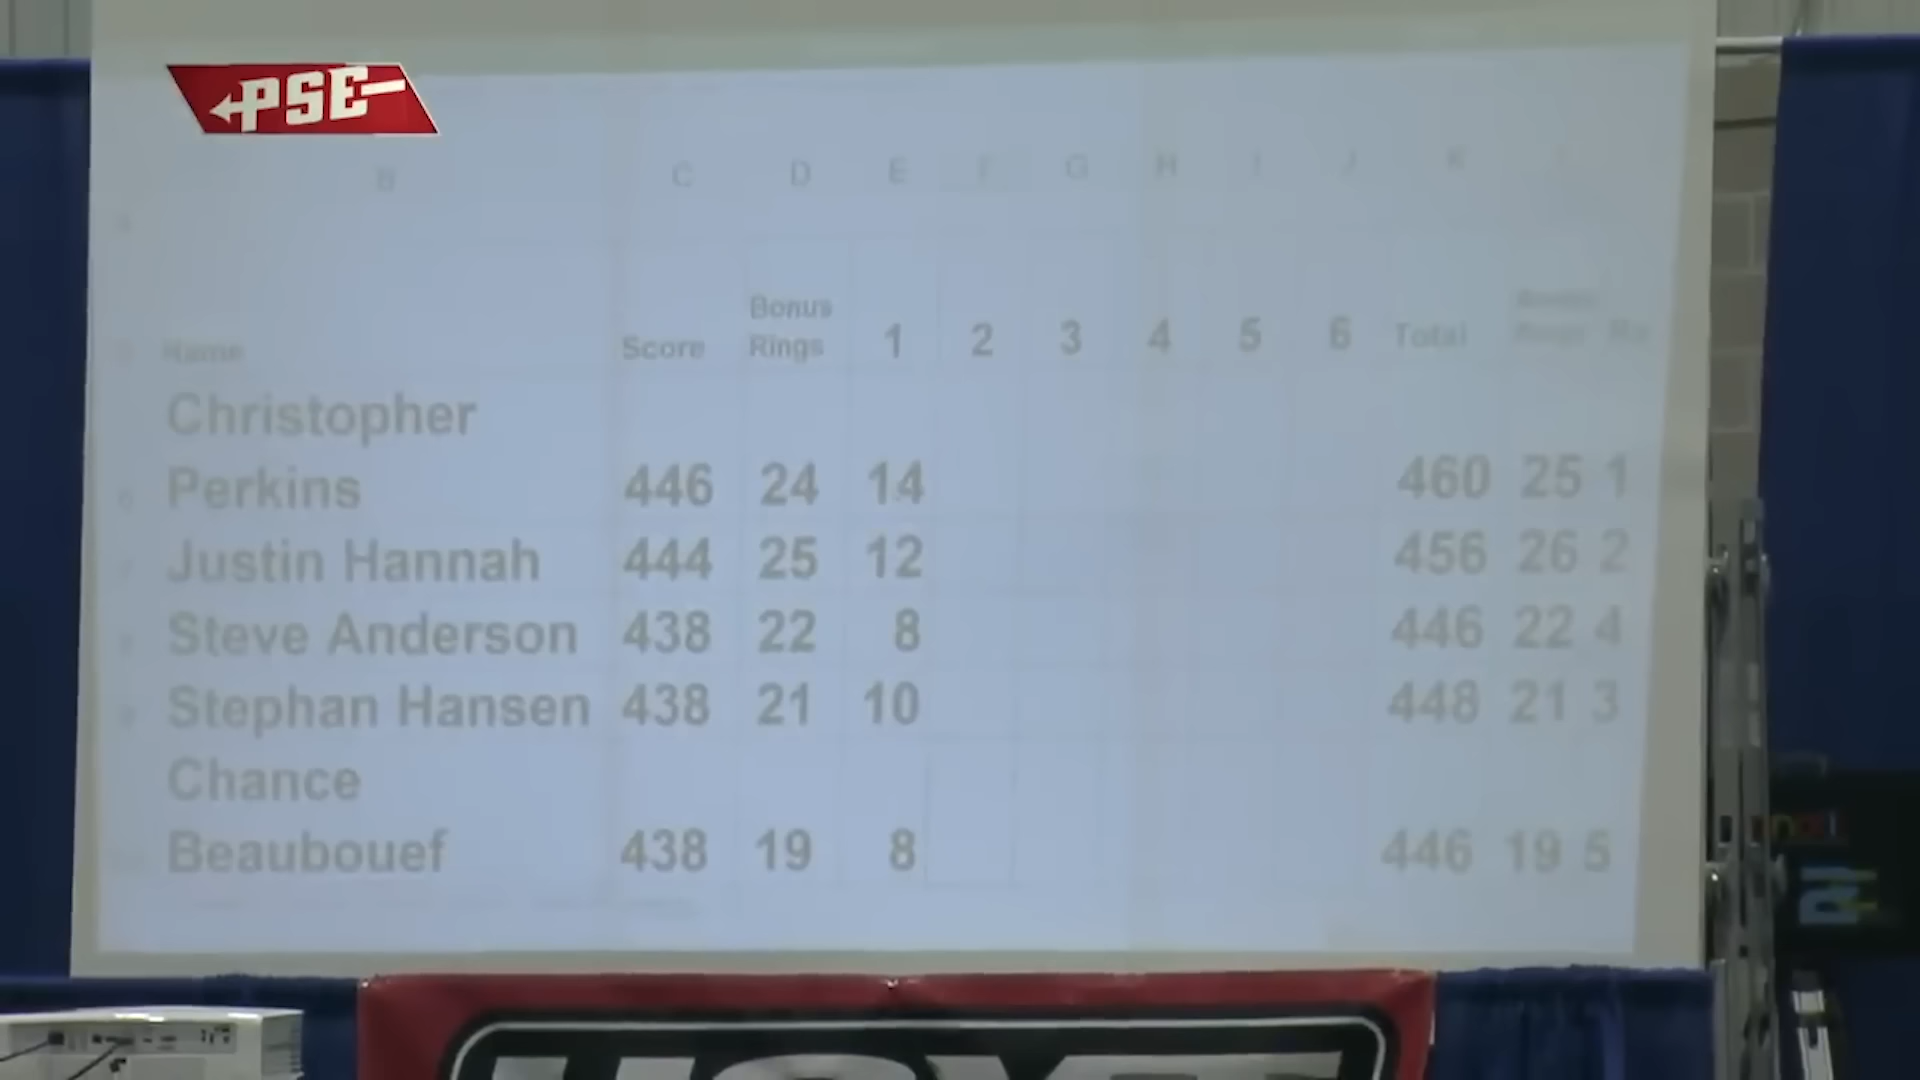 PSE
B C D E F G H I J K
Bonus
Name Score Rings 1 2 3 4 5 6 Total
Christopher
Perkins 446 24 14 460 25 1
Justin Hannah 444 25 12 456 26 2
Steve Anderson 438 22 8 446 22 4
Stephan Hansen 438 21 10 448 21 3
Chance
Beaubouef 438 19 8 446 19 5